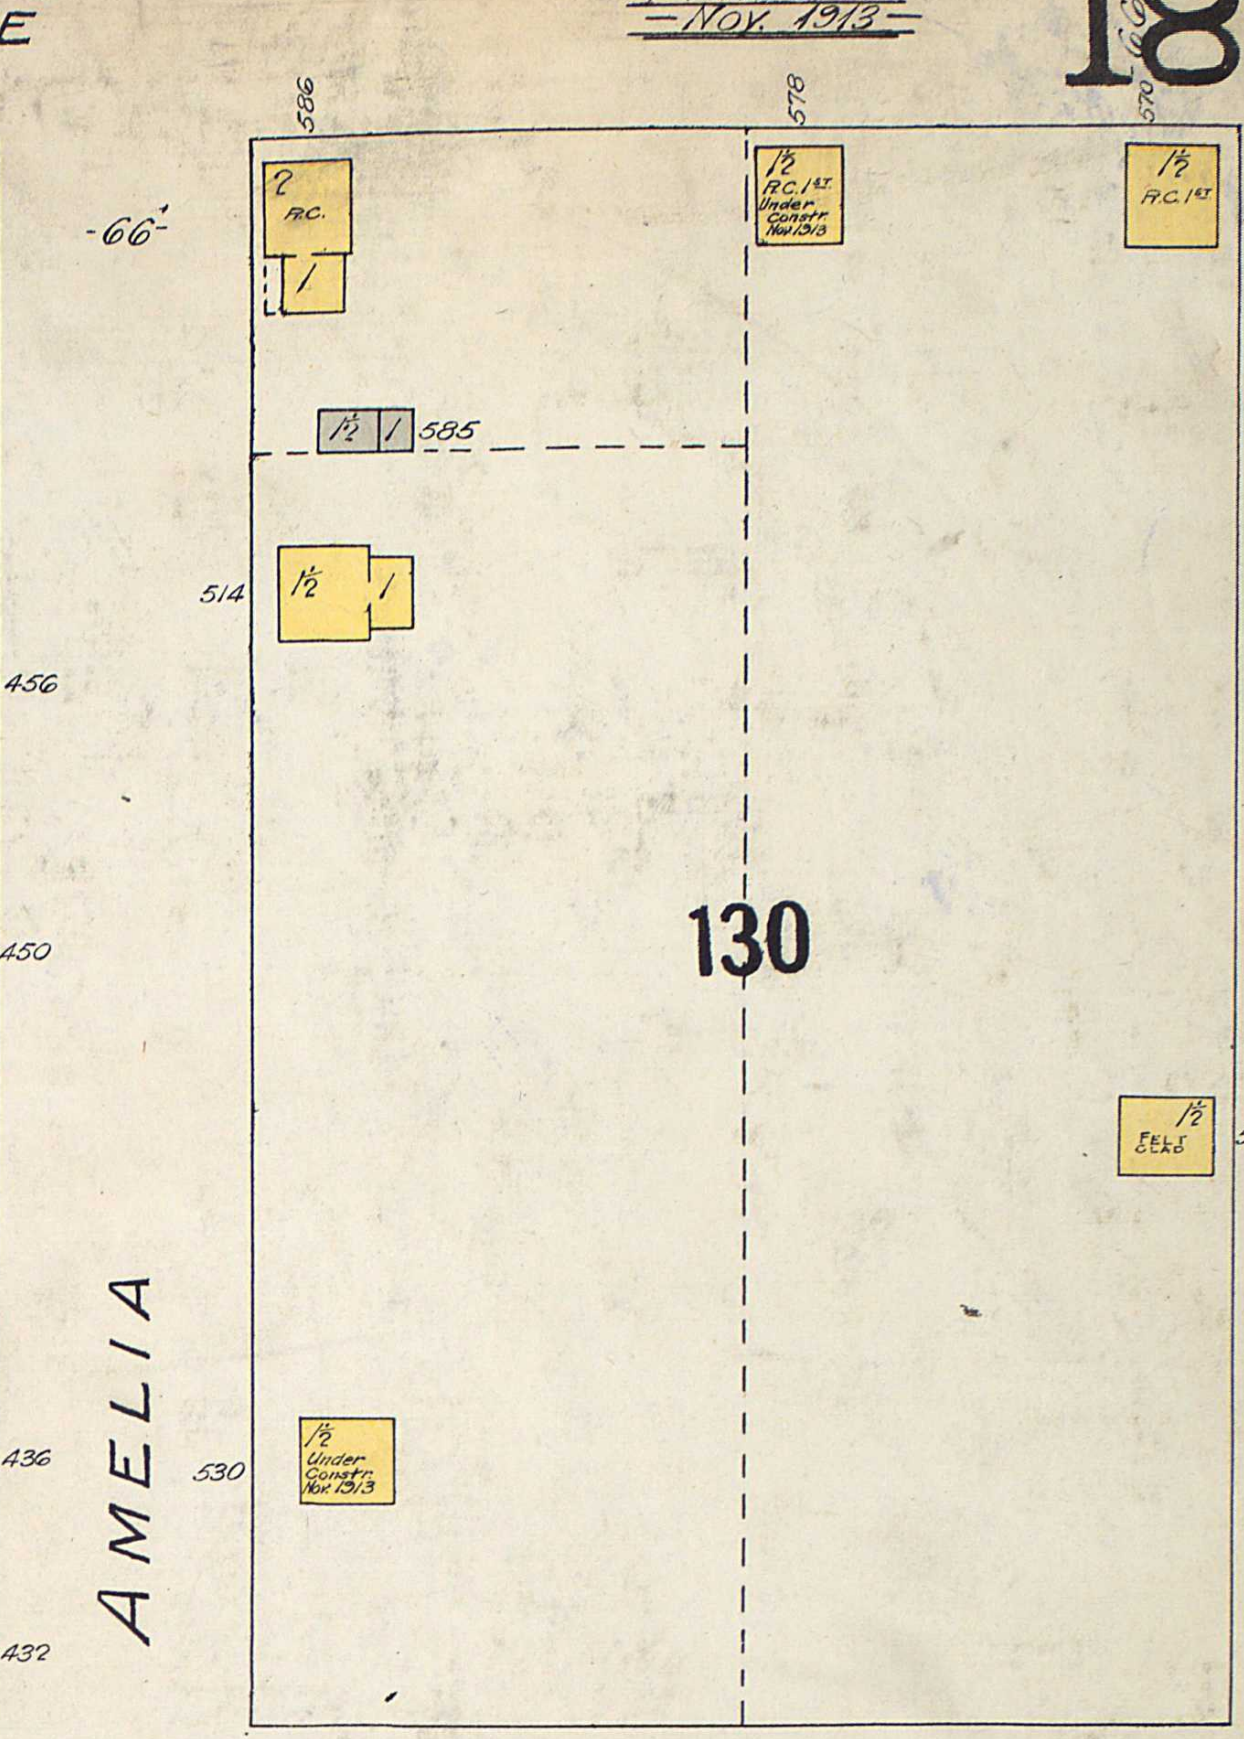 E
— Nov. 1913 —
18
586
578
570-66
-66'-
2
R.C.
1
1½
R.C. 1ST
Under
Constr.
Nov. 1913
1½
R.C. 1ST
1½ 1 585
514
1½ 1
456
130
450
1½
FELT
CLAD
AMELIA
436
530
1½
Under
Constr.
Nov. 1913
432